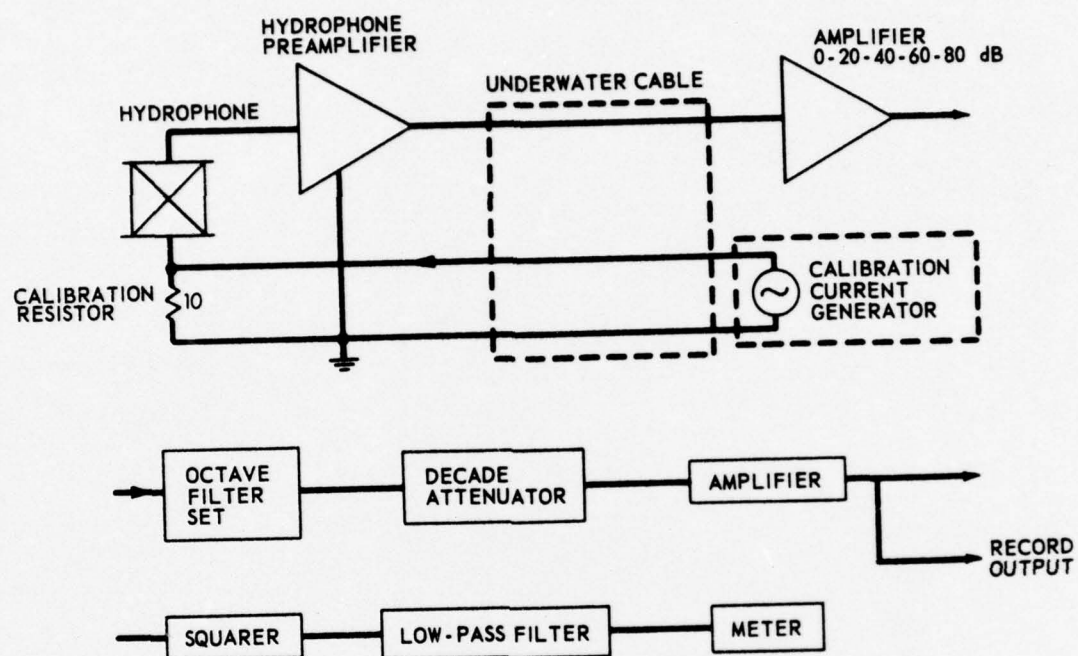 HYDROPHONE
PREAMPLIFIER
AMPLIFIER
0-20-40-60-80 dB
UNDERWATER CABLE
HYDROPHONE
CALIBRATION
RESISTOR
10
CALIBRATION
CURRENT
GENERATOR
OCTAVE
FILTER
SET
DECADE
ATTENUATOR
AMPLIFIER
RECORD
OUTPUT
SQUARER
LOW-PASS FILTER
METER